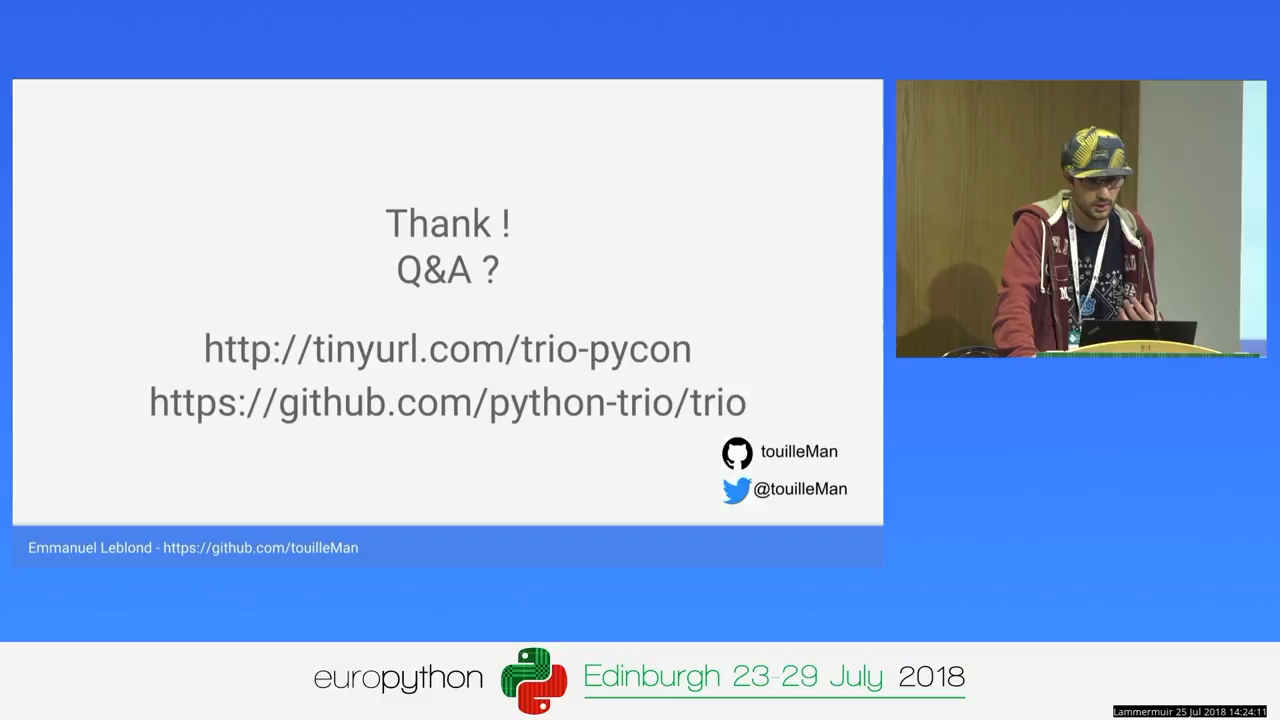 Thank !
Q&A ?
http://tinyurl.com/trio-pycon
https://github.com/python-trio/trio
touilleMan
@touilleMan
Emmanuel Leblond - https://github.com/touilleMan
europython
Edinburgh 23-29 July 2018
Lammermuir 25 Jul 2018 14:24:11